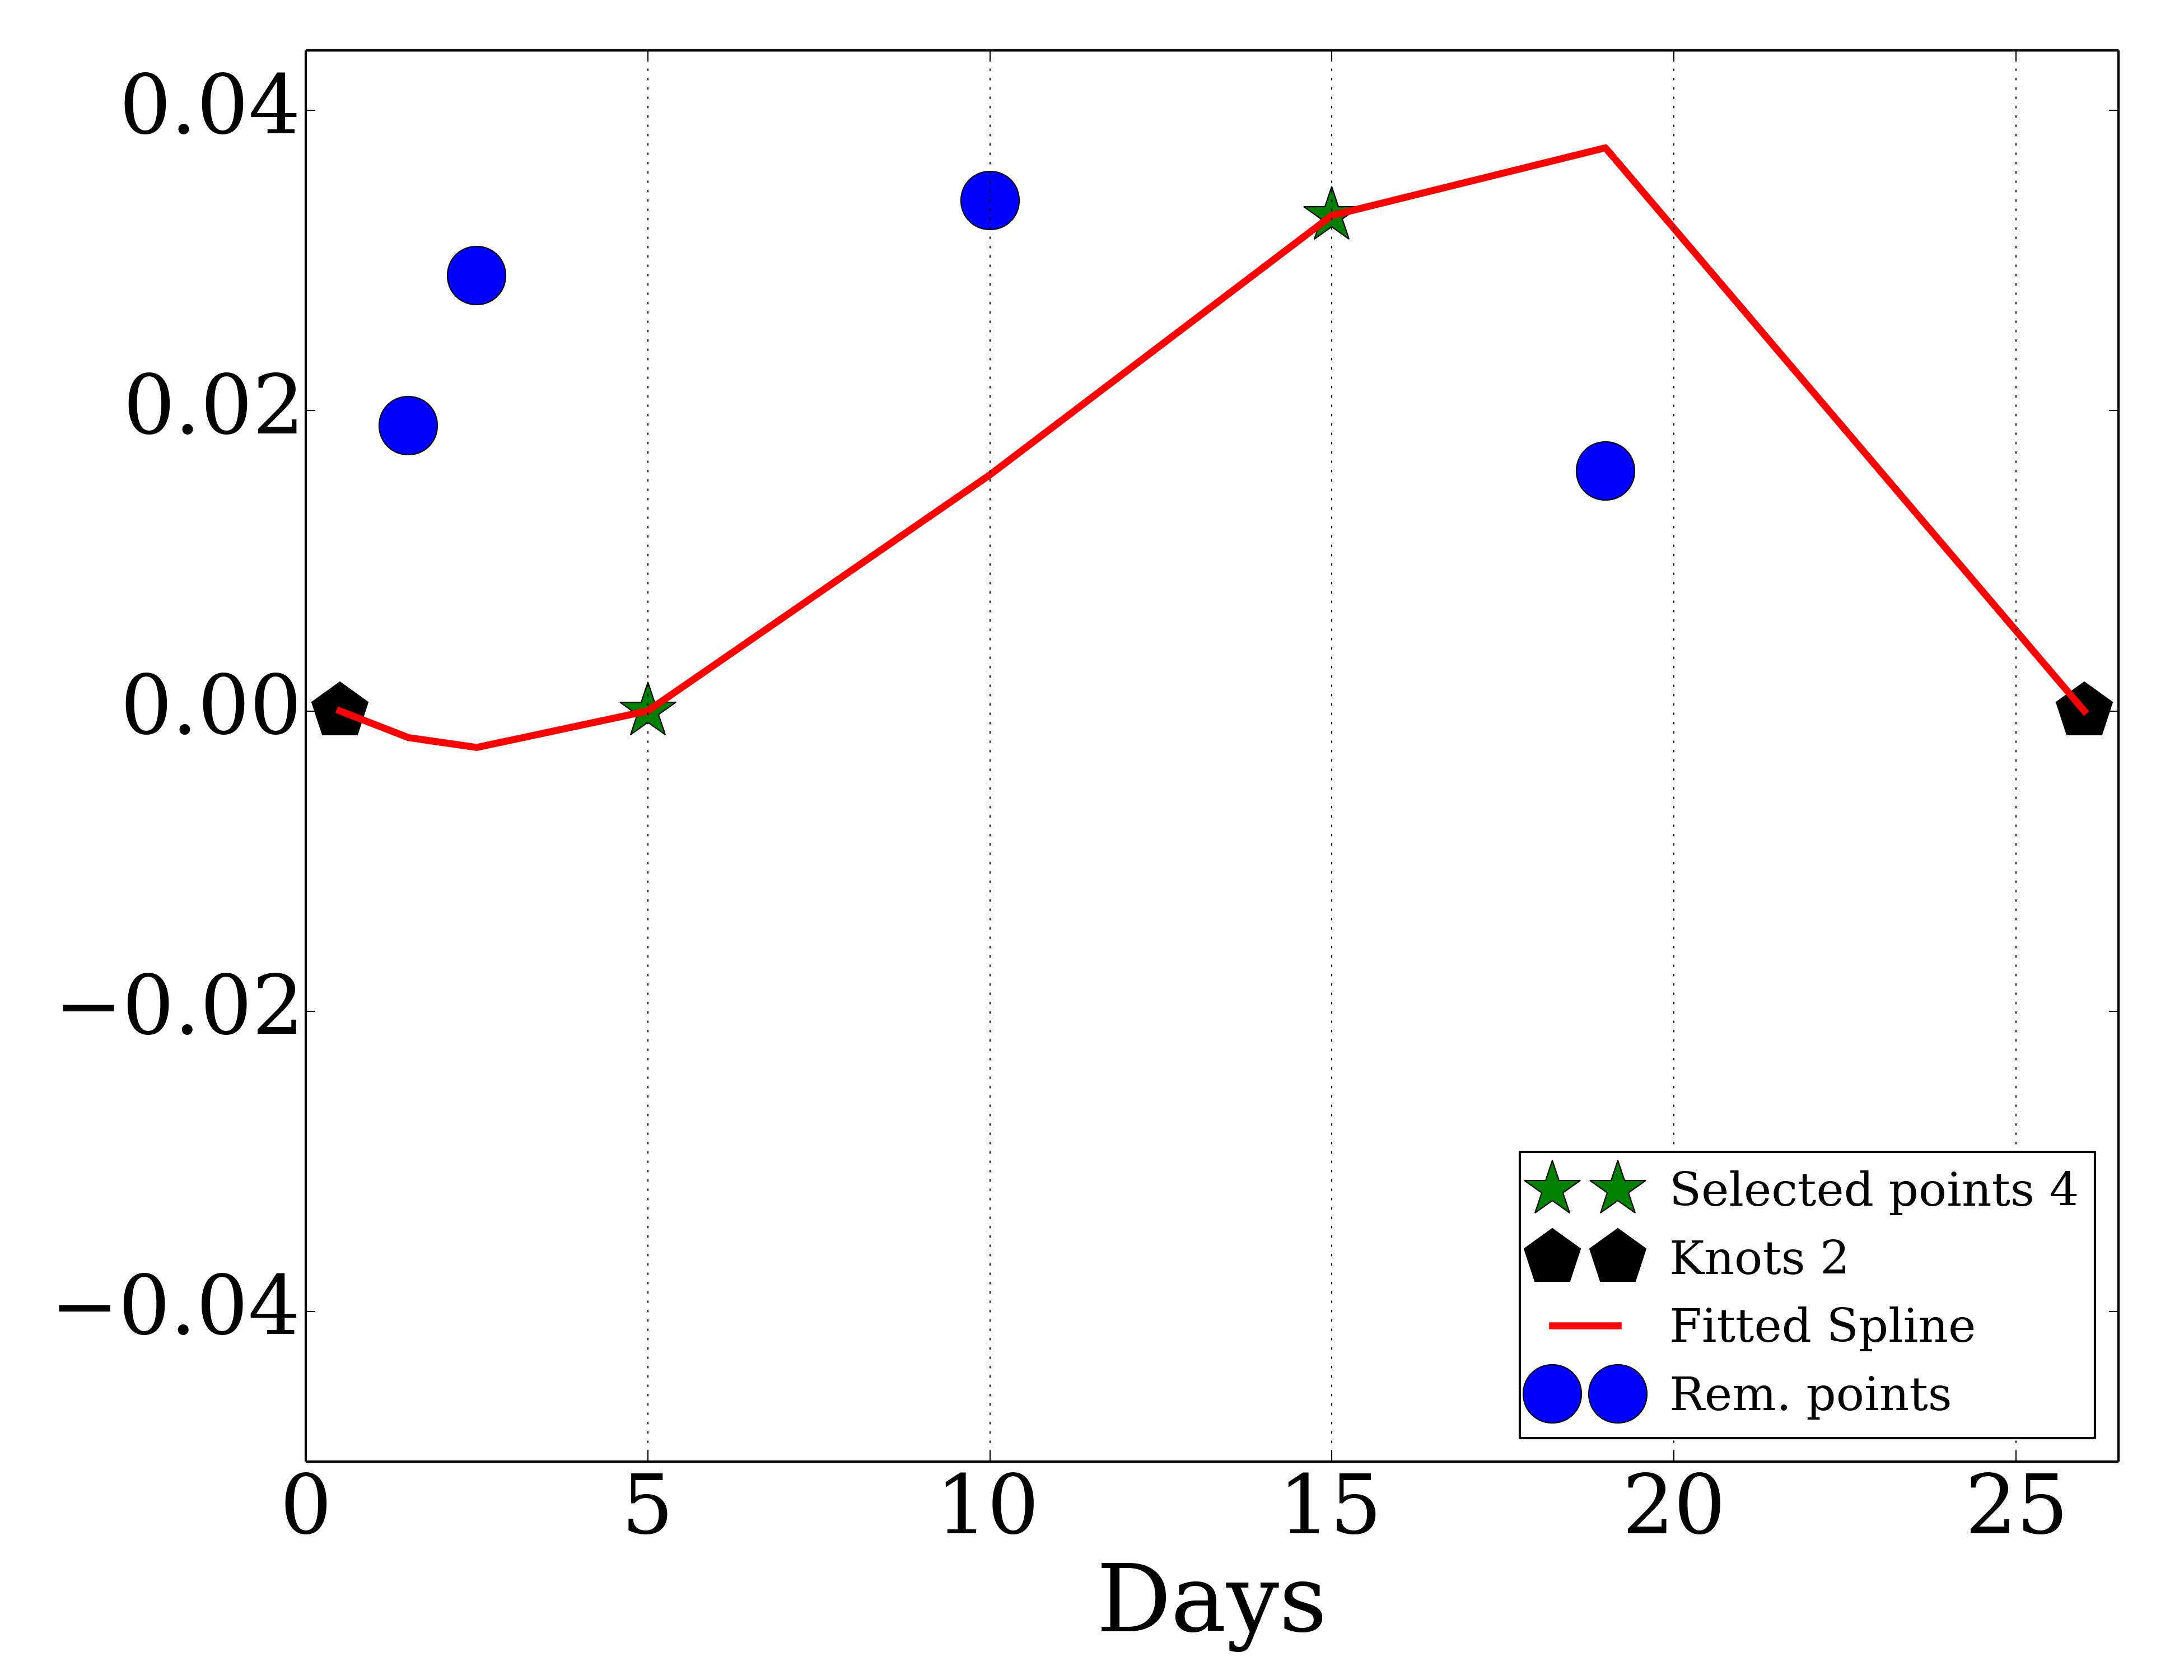 0.04
0.02
0.00
−0.02
−0.04
0 5 10 15 20 25
Days
Selected points 4
Knots 2
Fitted Spline
Rem. points